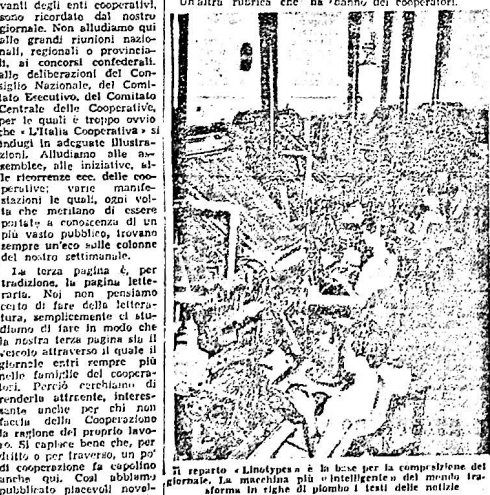 vanti degli enti cooperativi,
sono ricordati dal nostro
giornale. Non alludiamo qui
alle grandi riunioni nazio-
nali, regionali o provincia-
li, ai concorsi confederali.
alle deliberazioni del Con-
siglio Nazionale, del Comi-
tato Esecutivo, del Comitato
Centrale delle Cooperative,
per le quali è troppo ovvio
che « L'Italia Cooperativa » si
indugi in adeguate illustra-
zioni. Alludiamo alle as-
semblee, alle iniziative, al-
le ricorrenze ecc. delle coo-
perative; varie manife-
stazioni le quali, ogni vol-
ta che meritano di essere
portate a conoscenza di un
più vasto pubblico, trovano
sempre un'eco sulle colonne
del nostro settimanale.
La terza pagina è, per
tradizione, la pagina lette-
raria. Noi non pensiamo
certo di fare della lettera-
tura, semplicemente ci stu-
diamo di fare in modo che
la nostra terza pagina sia il
veicolo attraverso il quale il
giornale entri sempre più
nelle famiglie dei coopera-
tori. Perciò cerchiamo di
renderla attraente, interes-
sante anche per chi non
faccia della Cooperazione
la ragione del proprio lavo-
ro. Si capisce bene che, per
diritto o per traverso, un po'
di cooperazione fa capolino
anche qui. Così abbiamo
pubblicato piacevoli novel-
Un'altra rubrica che ha
dei cooperatori.
Il reparto « Linotypes » è la base per la composizione del
giornale. La macchina più « intelligente » del mondo tra-
sforma in righe di piombo i testi delle notizie